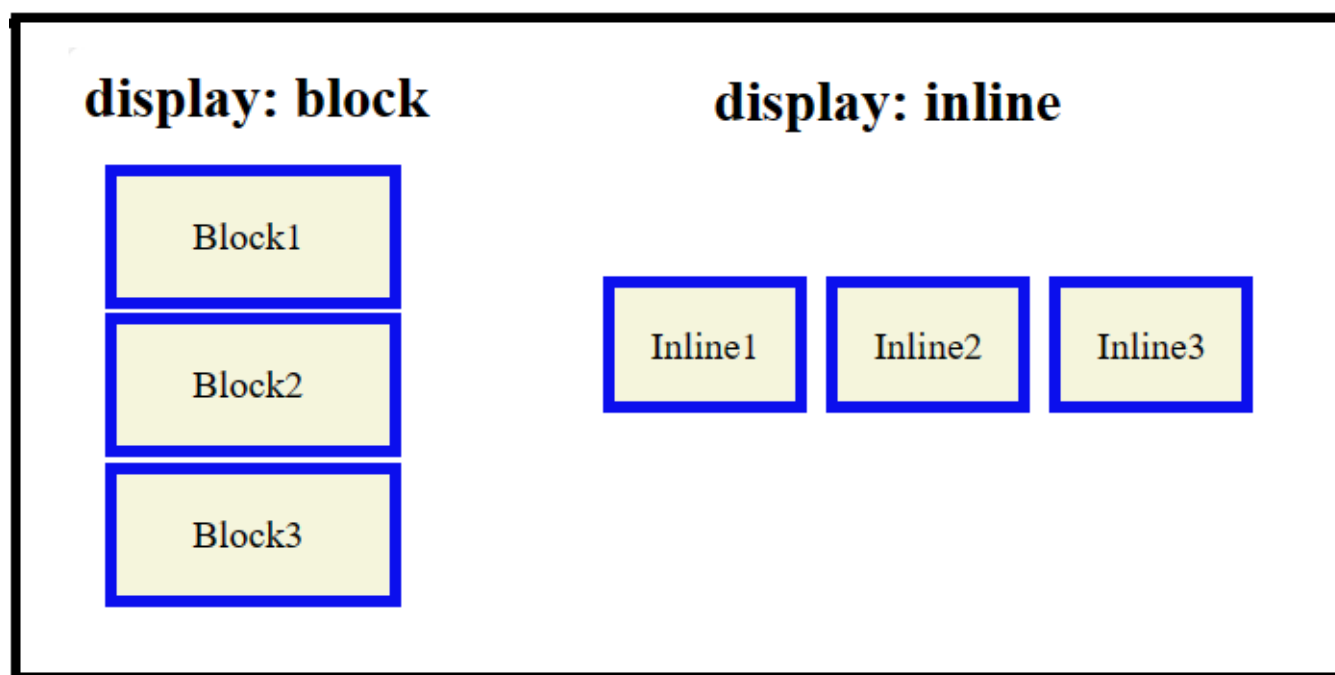 display: block
display: inline
Block1
Block2
Block3
Inline1 Inline2 Inline3